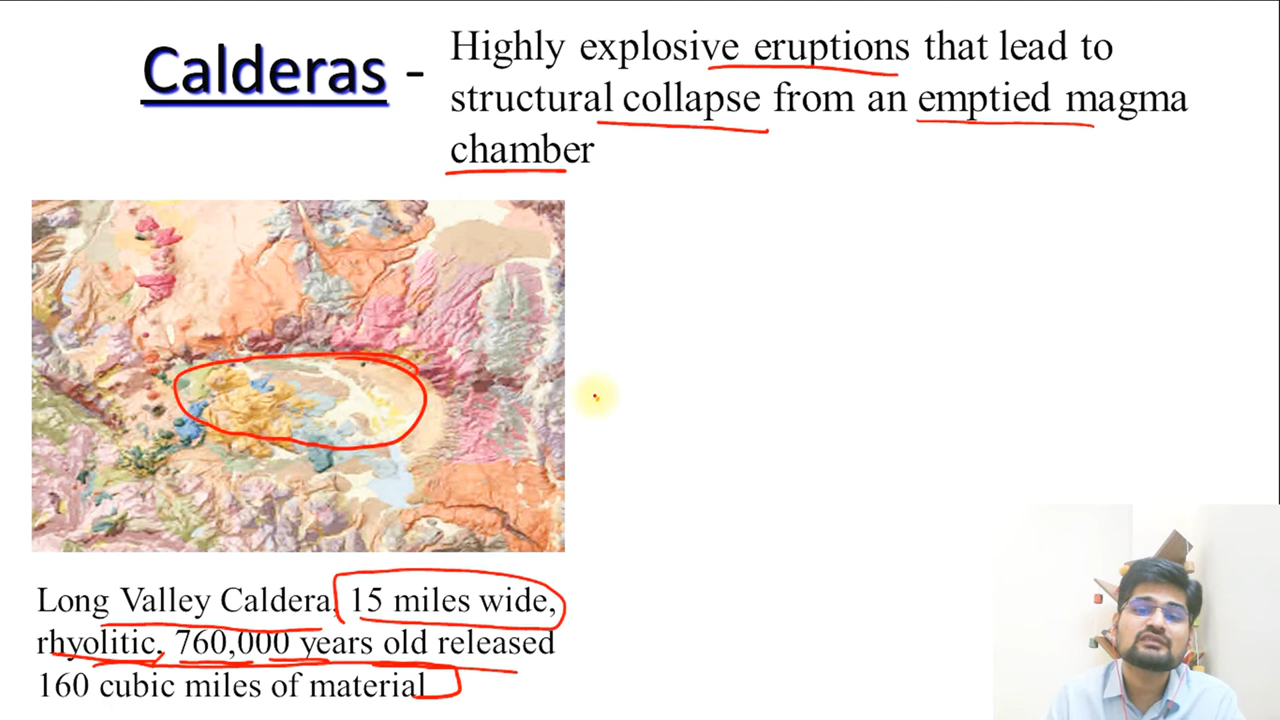 Calderas -
Highly explosive eruptions that lead to
structural collapse from an emptied magma
chamber
Long Valley Caldera, 15 miles wide,
rhyolitic, 760,000 years old released
160 cubic miles of material